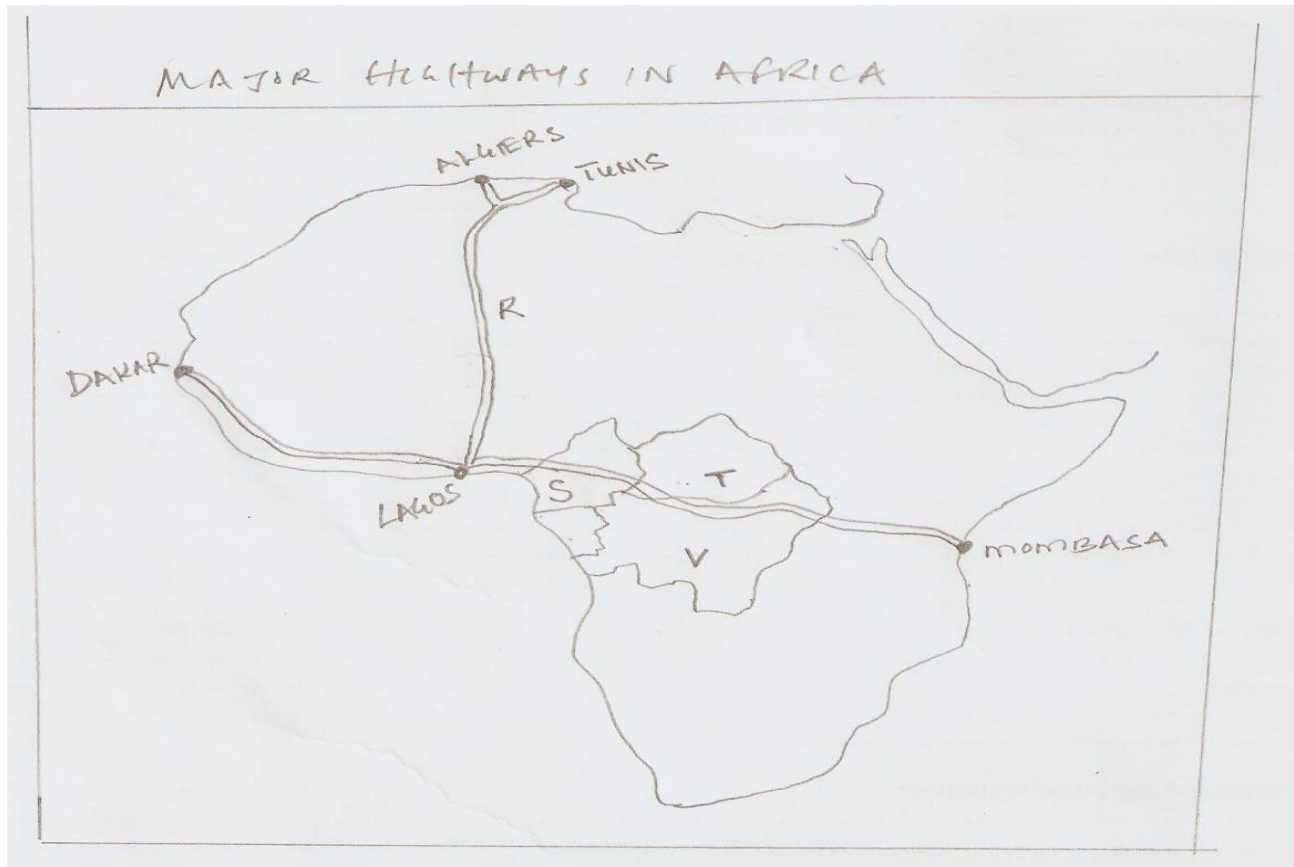 MAJOR HIGHWAYS IN AFRICA
ALGIERS
TUNIS
R
DAKAR
LAGOS
S
T
V
MOMBASA